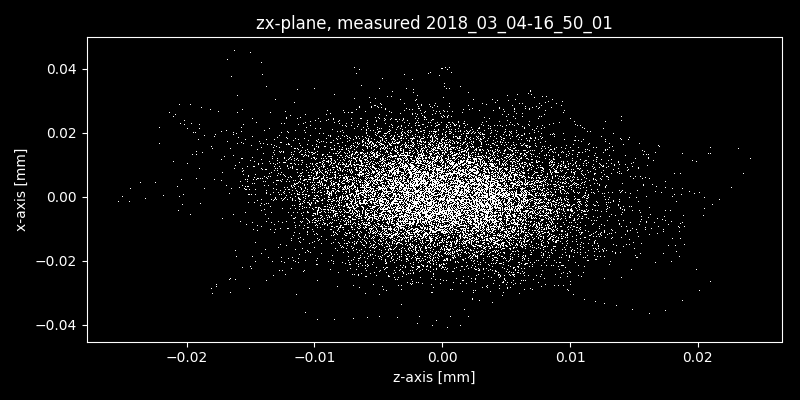 zx-plane, measured 2018_03_04-16_50_01
0.04
0.02
0.00
−0.02
−0.04
x-axis [mm]
−0.02 −0.01 0.00 0.01 0.02
z-axis [mm]